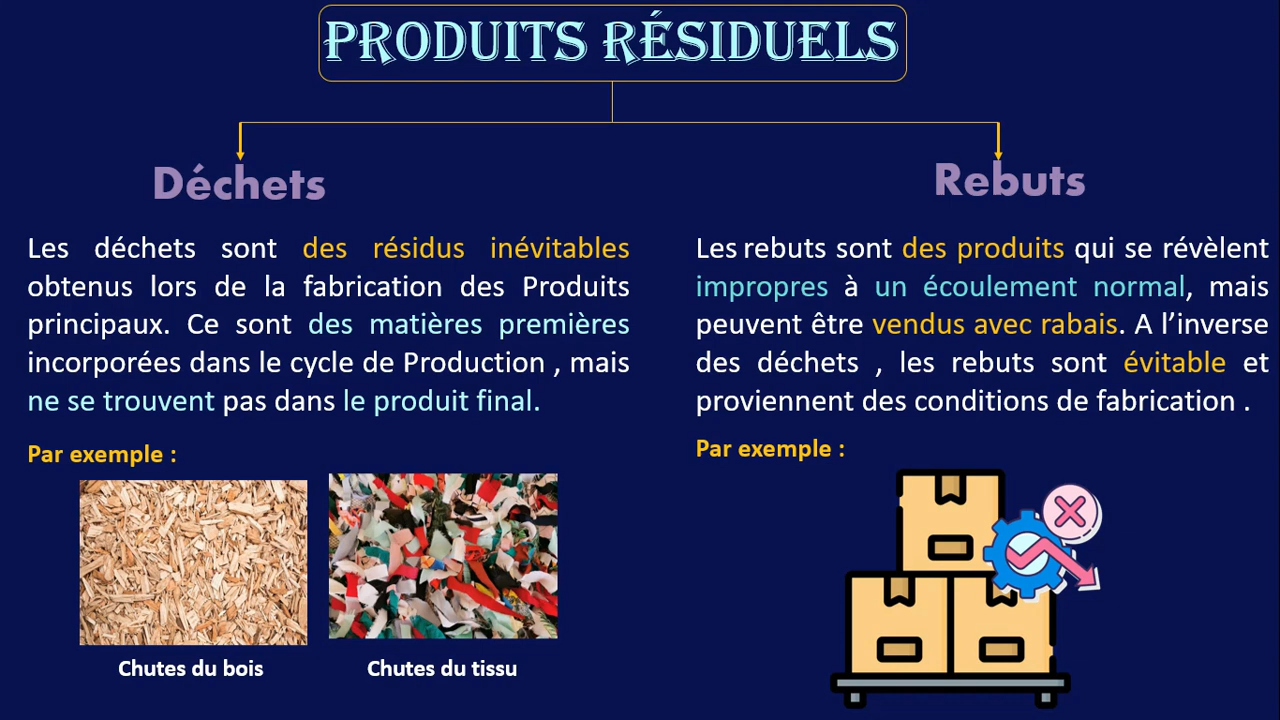 PRODUITS RÉSIDUELS
Déchets
Les déchets sont des résidus inévitables
obtenus lors de la fabrication des Produits
principaux. Ce sont des matières premières
incorporées dans le cycle de Production , mais
ne se trouvent pas dans le produit final.
Par exemple :
Chutes du bois
Chutes du tissu
Rebuts
Les rebuts sont des produits qui se révèlent
impropres à un écoulement normal, mais
peuvent être vendus avec rabais. A l’inverse
des déchets , les rebuts sont évitable et
proviennent des conditions de fabrication .
Par exemple :